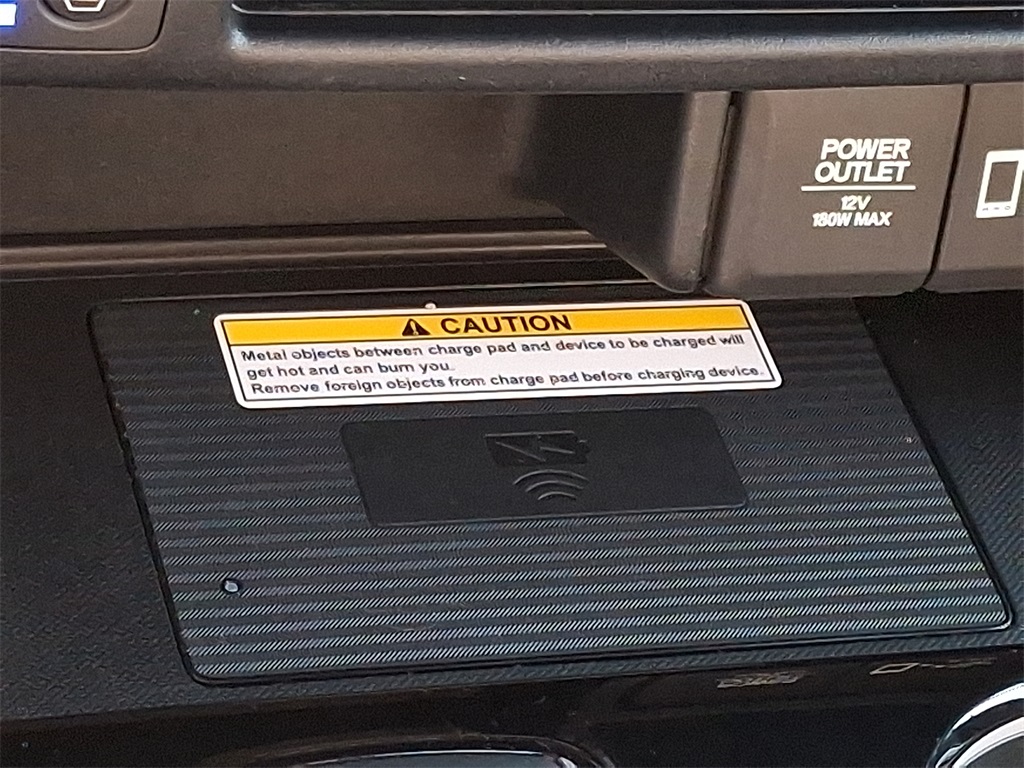 POWER
OUTLET
12V
180W MAX
CAUTION
Metal objects between charge pad and device to be charged will
get hot and can burn you.
Remove foreign objects from charge pad before charging device.